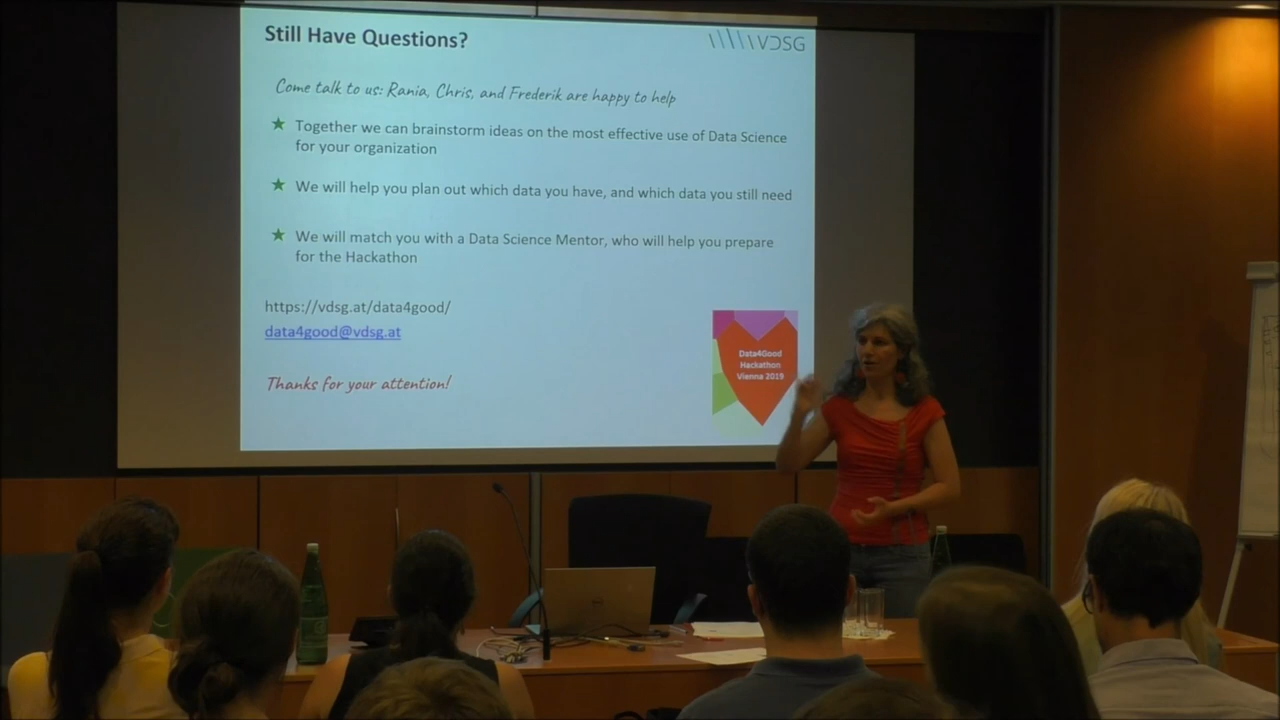 Still Have Questions?
VDSG
Come talk to us: Rania, Chris, and Frederik are happy to help
Together we can brainstorm ideas on the most effective use of Data Science
for your organization
We will help you plan out which data you have, and which data you still need
We will match you with a Data Science Mentor, who will help you prepare
for the Hackathon
https://vdsg.at/data4good/
data4good@vdsg.at
Thanks for your attention!
Data4Good
Hackathon
Vienna 2019